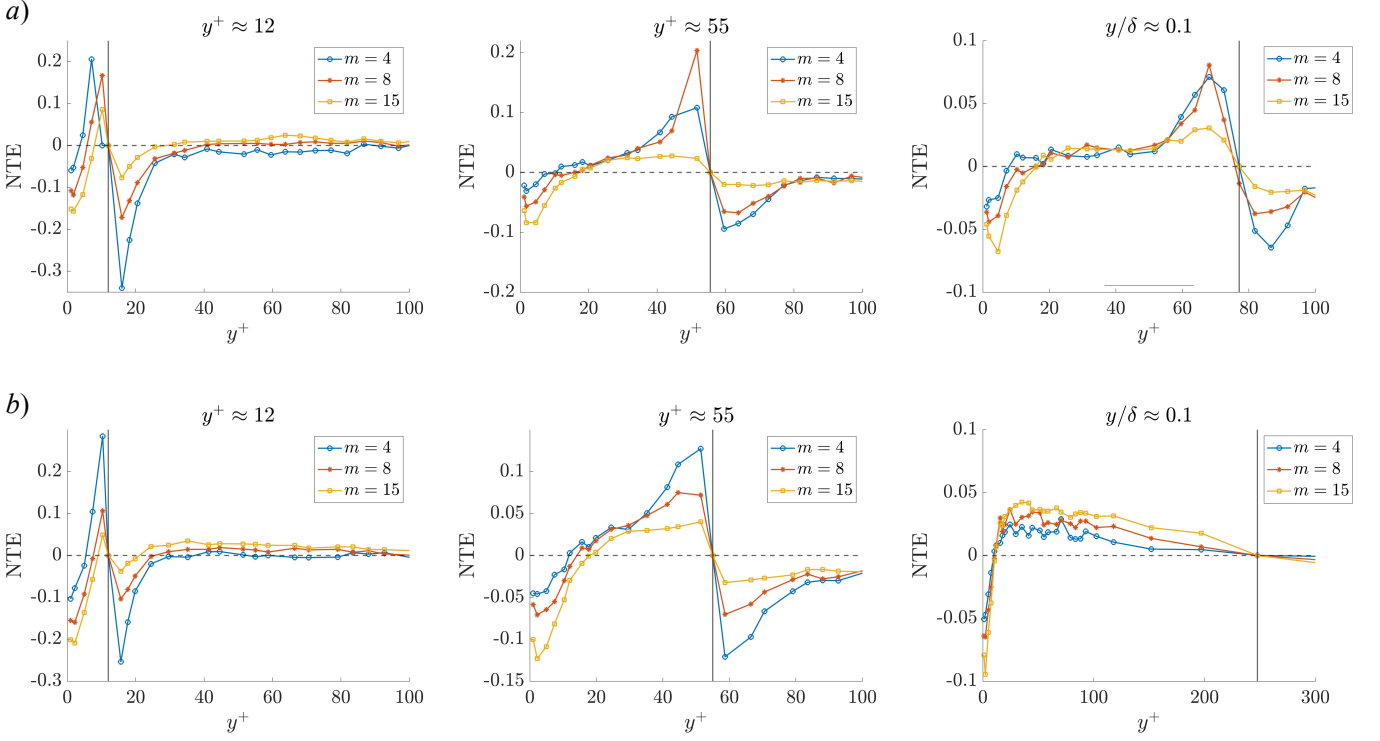 a)
y⁺ ≈ 12
y⁺ ≈ 55
y/δ ≈ 0.1
NTE
0.2
0.1
0
-0.1
-0.2
-0.3
0 20 40 60 80 100
y⁺
m = 4
m = 8
m = 15
NTE
0.2
0.1
0
-0.1
-0.2
0 20 40 60 80 100
y⁺
m = 4
m = 8
m = 15
NTE
0.1
0.05
0
-0.05
-0.1
0 20 40 60 80 100
y⁺
m = 4
m = 8
m = 15
b)
y⁺ ≈ 12
y⁺ ≈ 55
y/δ ≈ 0.1
NTE
0.2
0.1
0
-0.1
-0.2
-0.3
0 20 40 60 80 100
y⁺
m = 4
m = 8
m = 15
NTE
0.1
0.05
0
-0.05
-0.1
-0.15
0 20 40 60 80 100
y⁺
m = 4
m = 8
m = 15
NTE
0.1
0.05
0
-0.05
-0.1
0 100 200 300
y⁺
m = 4
m = 8
m = 15